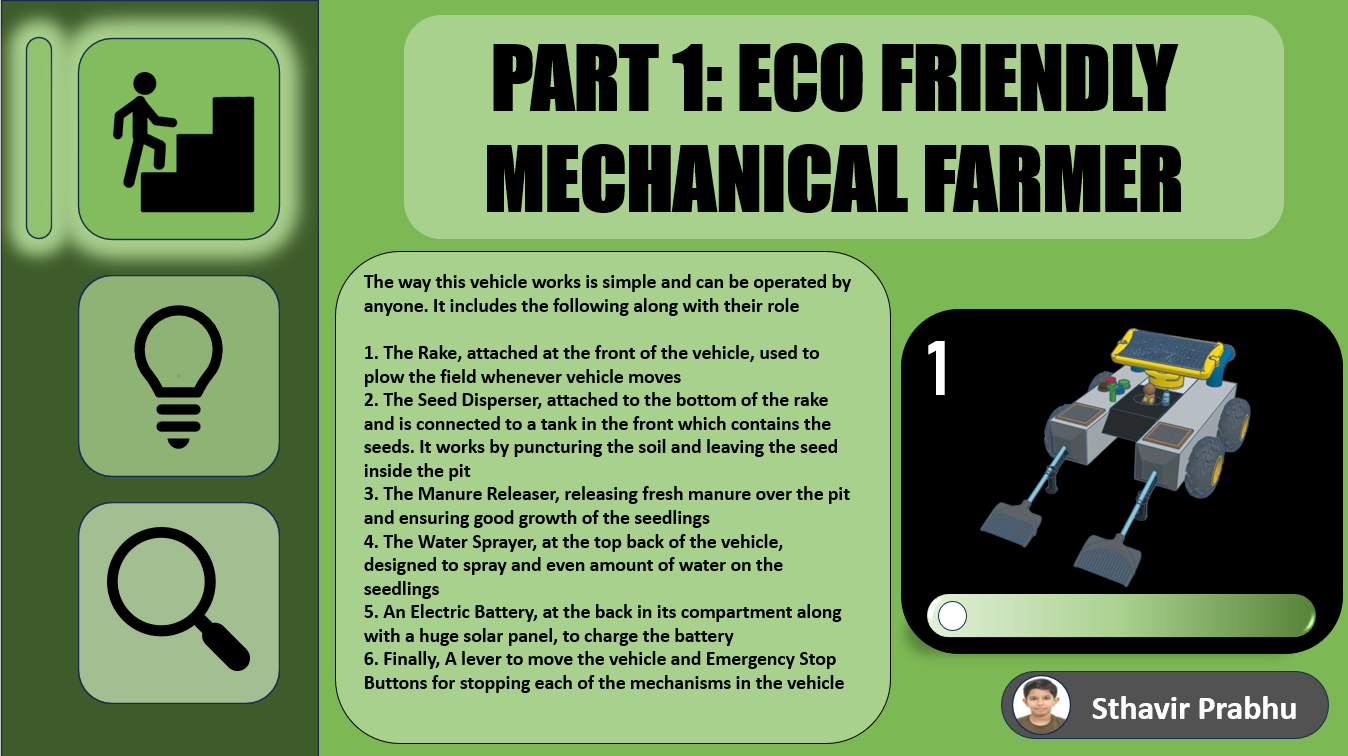 PART 1: ECO FRIENDLY
MECHANICAL FARMER
The way this vehicle works is simple and can be operated by
anyone. It includes the following along with their role
1. The Rake, attached at the front of the vehicle, used to
plow the field whenever vehicle moves
2. The Seed Disperser, attached to the bottom of the rake
and is connected to a tank in the front which contains the
seeds. It works by puncturing the soil and leaving the seed
inside the pit
3. The Manure Releaser, releasing fresh manure over the pit
and ensuring good growth of the seedlings
4. The Water Sprayer, at the top back of the vehicle,
designed to spray and even amount of water on the
seedlings
5. An Electric Battery, at the back in its compartment along
with a huge solar panel, to charge the battery
6. Finally, A lever to move the vehicle and Emergency Stop
Buttons for stopping each of the mechanisms in the vehicle
1
Sthavir Prabhu